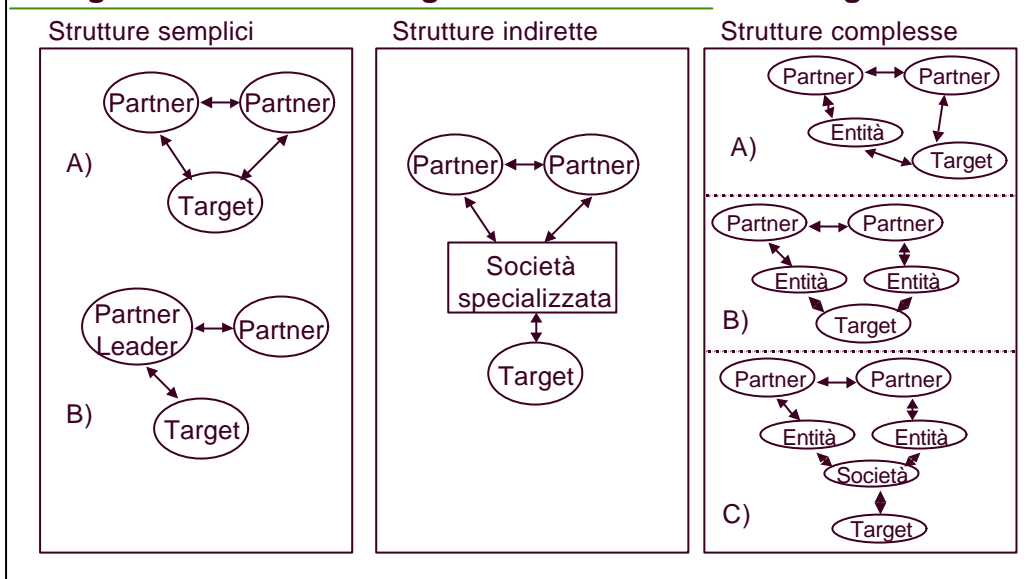 Strutture semplici
Partner
Partner
A)
Target
Partner
Leader
Partner
B)
Target
Strutture indirette
Partner
Partner
Società
specializzata
Target
Strutture complesse
Partner
Partner
Entità
A)
Target
Partner
Partner
Entità
Entità
B)
Target
Partner
Partner
Entità
Entità
Società
C)
Target